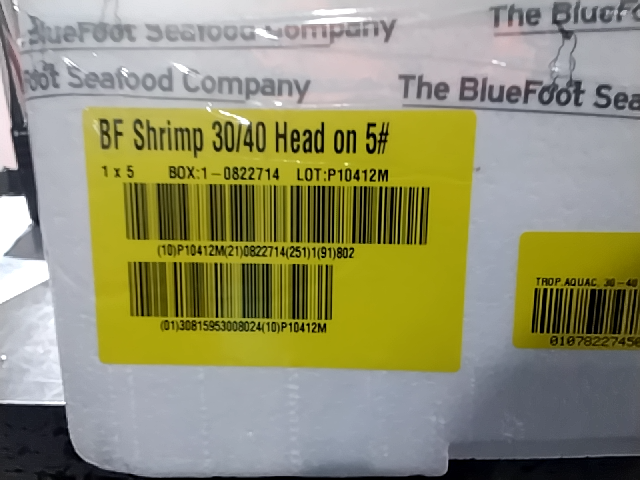 BlueFoot Seafood Company
The BlueFo
oot Seafood Company
The BlueFoot Sea
BF Shrimp 30/40 Head on 5#
1 x 5 BOX:1-0822714 LOT:P10412M
(10)P10412M(21)0822714(251)1(91)802
(01)30815953008024(10)P10412M
TROP.AQUAC. 30-40
0107822745